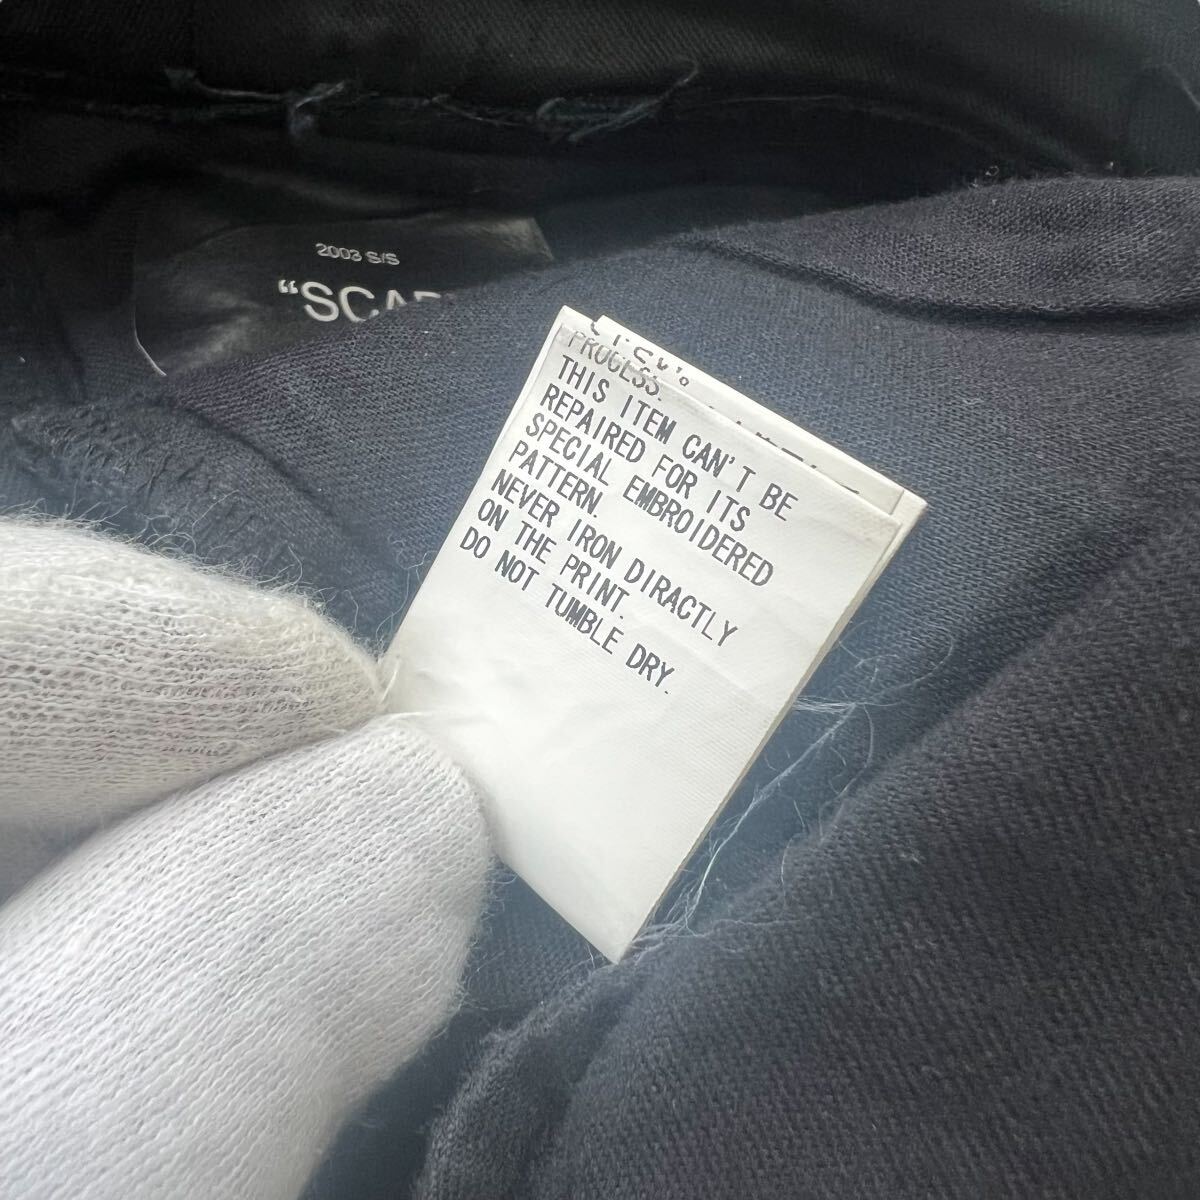 2003 S/S
"SCA
PROCESS.
THIS ITEM CAN'T BE
REPAIRED FOR ITS
SPECIAL EMBROIDERED
PATTERN.
NEVER IRON DIRACTLY
ON THE PRINT.
DO NOT TUMBLE DRY.